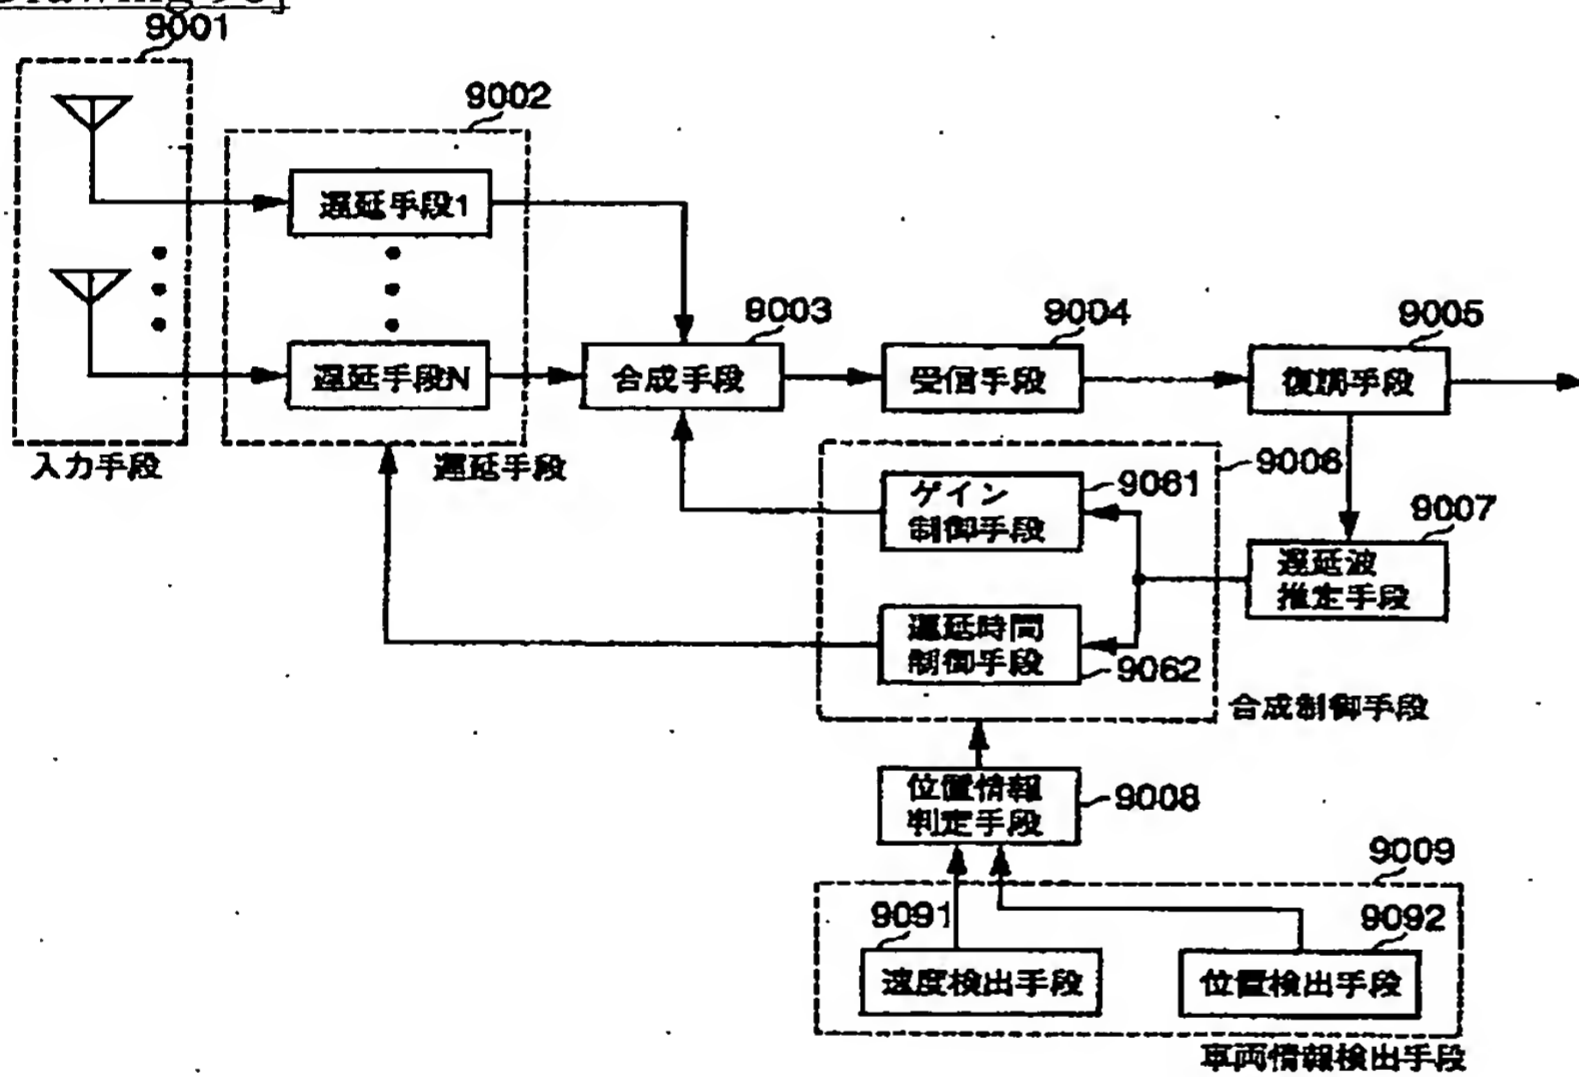 9001
9002
遅延手段1
遅延手段N
入力手段
遅延手段
9003
合成手段
9004
受信手段
9005
復調手段
9006
9061
ゲイン
制御手段
9007
遅延波
推定手段
遅延時間
制御手段
9062
合成制御手段
位置情報
判定手段
9008
9009
9091
速度検出手段
9092
位置検出手段
車両情報検出手段